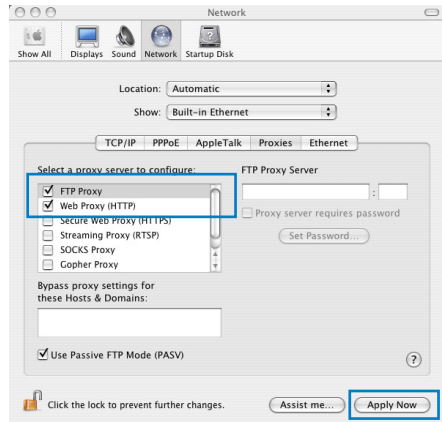 Network
Show All Displays Sound Network Startup Disk
Location: Automatic
Show: Built-in Ethernet
TCP/IP PPPoE AppleTalk Proxies Ethernet
Select a proxy server to configure: FTP Proxy Server
FTP Proxy
Web Proxy (HTTP)
:
Secure Web Proxy (HTTPS)
Proxy server requires password
Streaming Proxy (RTSP)
Set Password...
SOCKS Proxy
Gopher Proxy
Bypass proxy settings for
these Hosts & Domains:
Use Passive FTP Mode (PASV)
?
Click the lock to prevent further changes.
Assist me... Apply Now